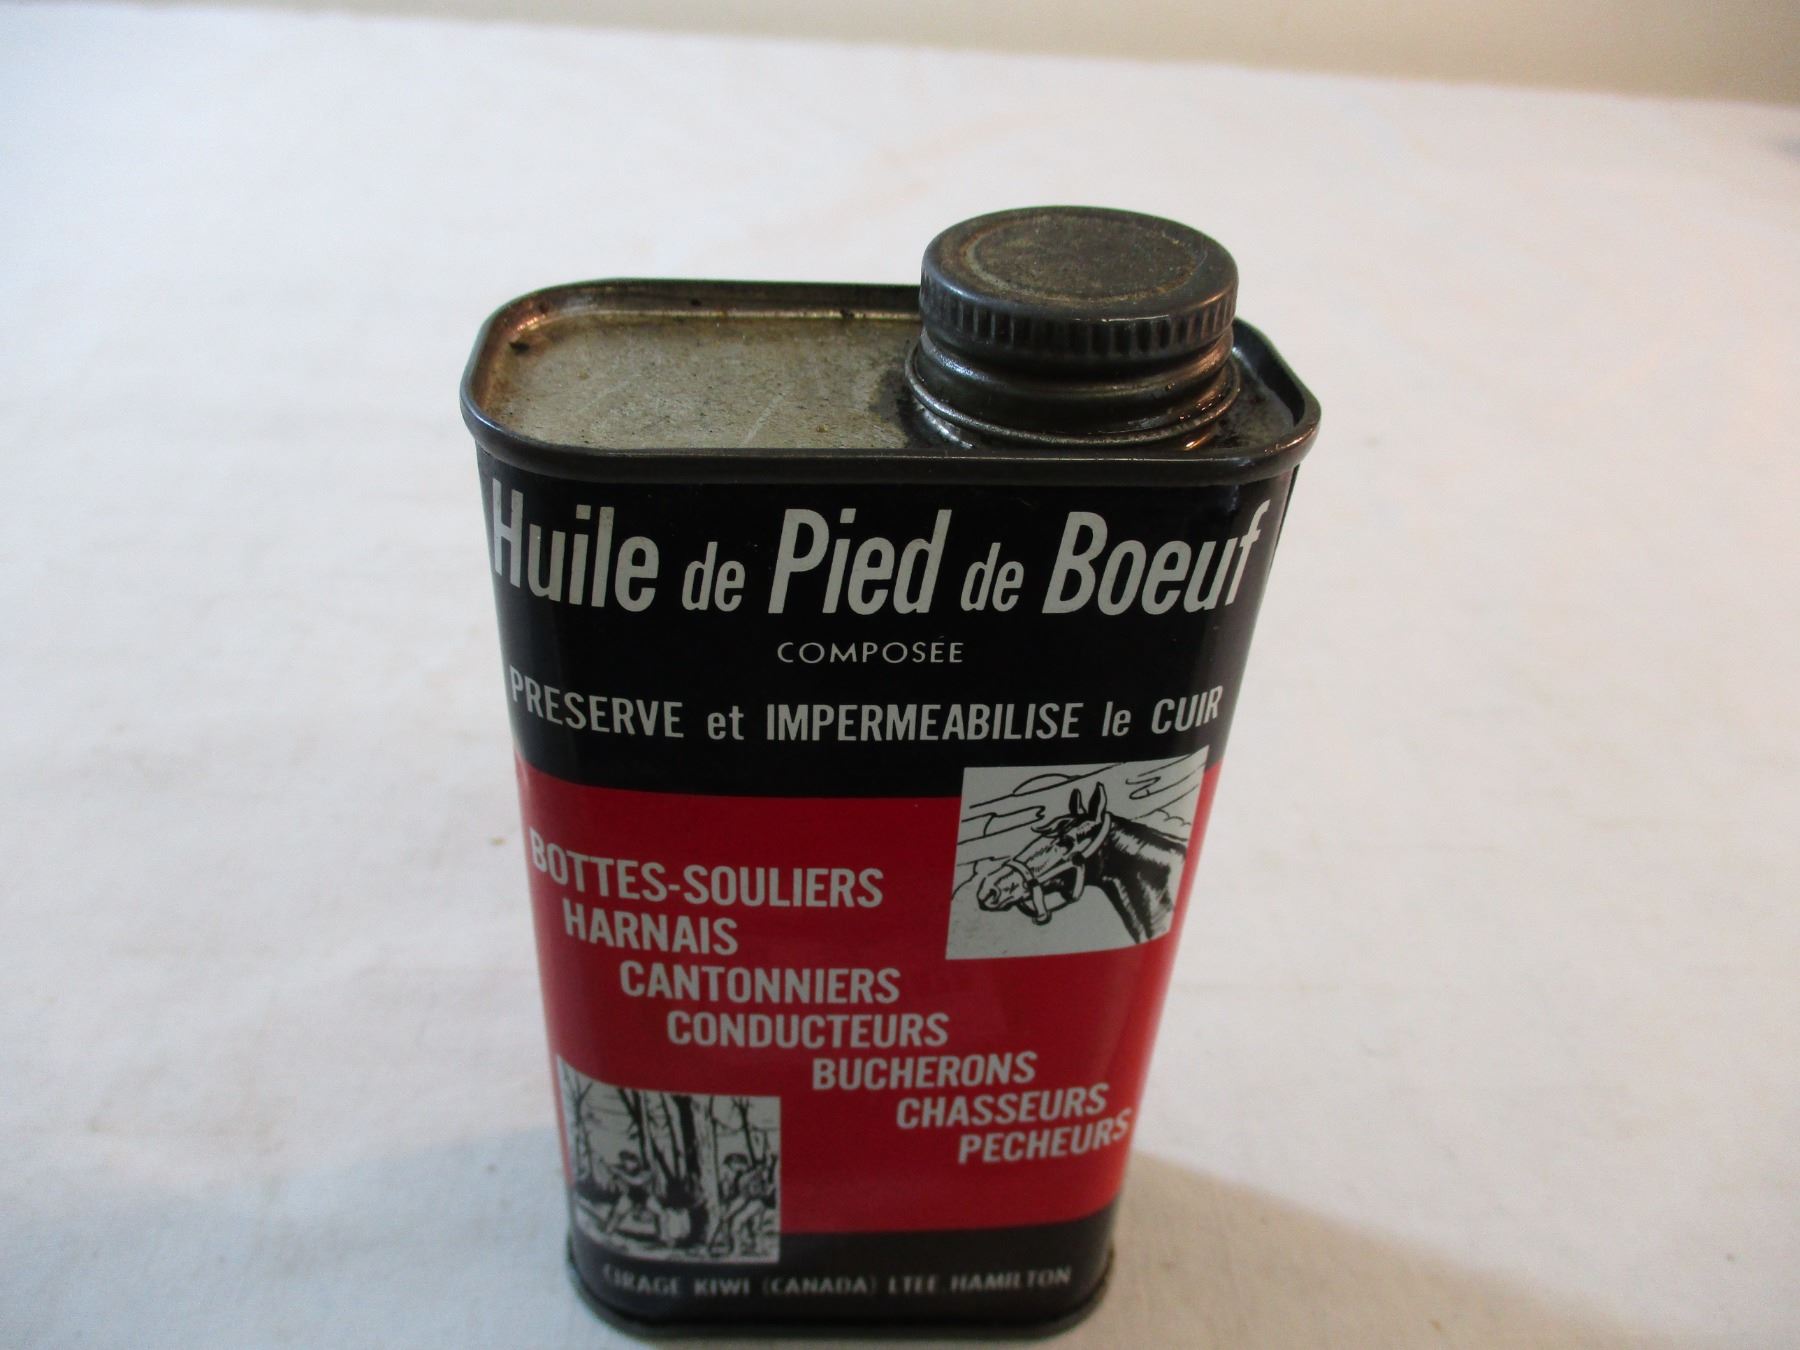 Huile de Pied de Boeuf
COMPOSÉE
PRESERVE et IMPERMEABILISE le CUIR
BOTTES-SOULIERS
HARNAIS
CANTONNIERS
CONDUCTEURS
BUCHERONS
CHASSEURS
PECHEURS
CIRAGE KIWI (CANADA) LTEE. HAMILTON